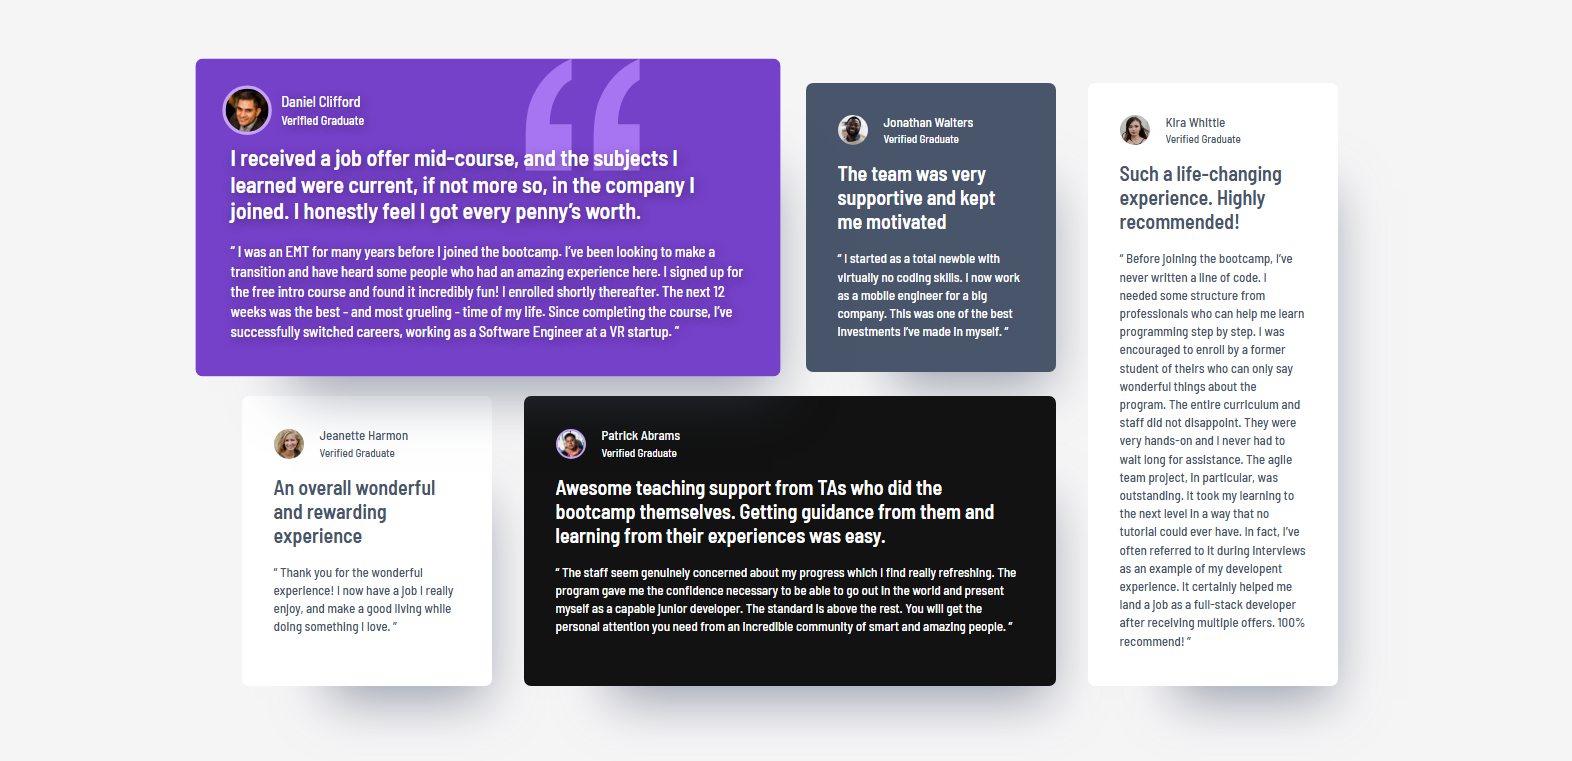 Daniel Clifford
Verified Graduate
I received a job offer mid-course, and the subjects I
learned were current, if not more so, in the company I
joined. I honestly feel I got every penny’s worth.
“ I was an EMT for many years before I joined the bootcamp. I’ve been looking to make a
transition and have heard some people who had an amazing experience here. I signed up for
the free intro course and found it incredibly fun! I enrolled shortly thereafter. The next 12
weeks was the best - and most grueling - time of my life. Since completing the course, I’ve
successfully switched careers, working as a Software Engineer at a VR startup. ”
Jonathan Walters
Verified Graduate
The team was very
supportive and kept
me motivated
“ I started as a total newbie with
virtually no coding skills. I now work
as a mobile engineer for a big
company. This was one of the best
investments I’ve made in myself. ”
Kira Whittle
Verified Graduate
Such a life-changing
experience. Highly
recommended!
“ Before joining the bootcamp, I’ve
never written a line of code. I
needed some structure from
professionals who can help me learn
programming step by step. I was
encouraged to enroll by a former
student of theirs who can only say
wonderful things about the
program. The entire curriculum and
staff did not disappoint. They were
very hands-on and I never had to
wait long for assistance. The agile
team project, in particular, was
outstanding. It took my learning to
the next level in a way that no
tutorial could ever have. In fact, I’ve
often referred to it during interviews
as an example of my developent
experience. It certainly helped me
land a job as a full-stack developer
after receiving multiple offers. 100%
recommend! ”
Jeanette Harmon
Verified Graduate
An overall wonderful
and rewarding
experience
“ Thank you for the wonderful
experience! I now have a job I really
enjoy, and make a good living while
doing something I love. ”
Patrick Abrams
Verified Graduate
Awesome teaching support from TAs who did the
bootcamp themselves. Getting guidance from them and
learning from their experiences was easy.
“ The staff seem genuinely concerned about my progress which I find really refreshing. The
program gave me the confidence necessary to be able to go out in the world and present
myself as a capable junior developer. The standard is above the rest. You will get the
personal attention you need from an incredible community of smart and amazing people. ”